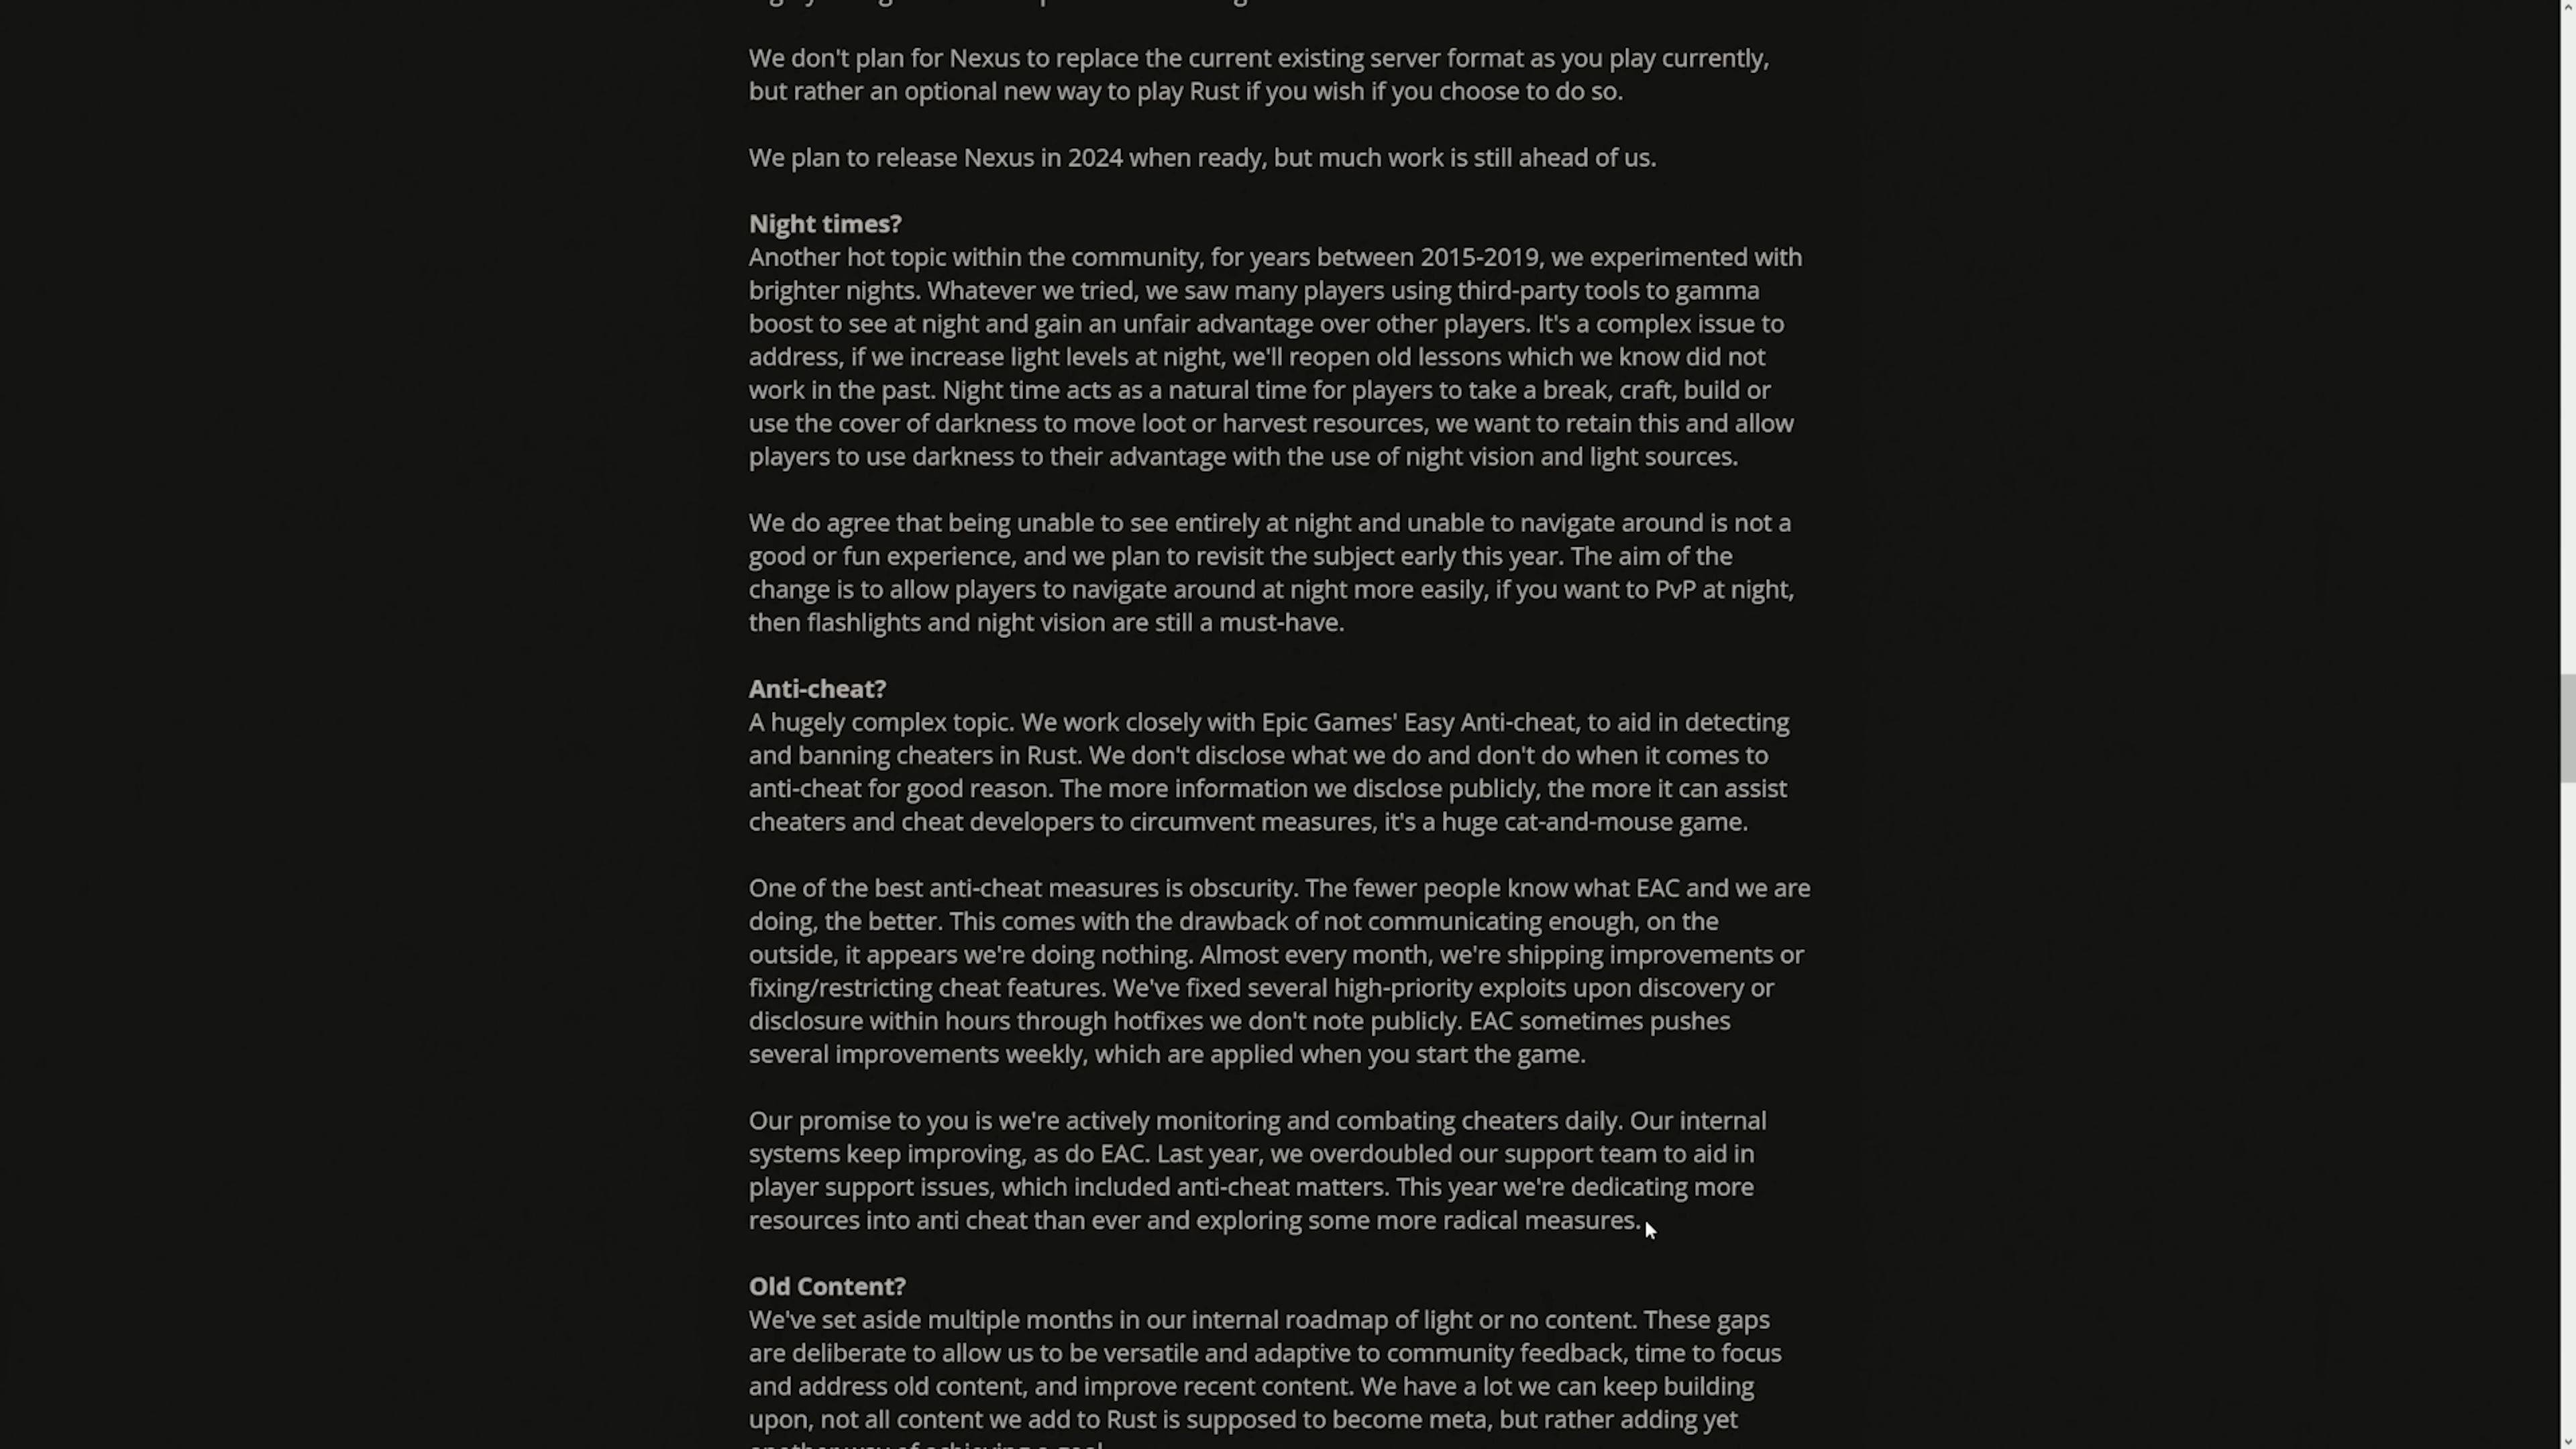 We don't plan for Nexus to replace the current existing server format as you play currently,
but rather an optional new way to play Rust if you wish if you choose to do so.
We plan to release Nexus in 2024 when ready, but much work is still ahead of us.
Night times?
Another hot topic within the community, for years between 2015-2019, we experimented with
brighter nights. Whatever we tried, we saw many players using third-party tools to gamma
boost to see at night and gain an unfair advantage over other players. It's a complex issue to
address, if we increase light levels at night, we'll reopen old lessons which we know did not
work in the past. Night time acts as a natural time for players to take a break, craft, build or
use the cover of darkness to move loot or harvest resources, we want to retain this and allow
players to use darkness to their advantage with the use of night vision and light sources.
We do agree that being unable to see entirely at night and unable to navigate around is not a
good or fun experience, and we plan to revisit the subject early this year. The aim of the
change is to allow players to navigate around at night more easily, if you want to PvP at night,
then flashlights and night vision are still a must-have.
Anti-cheat?
A hugely complex topic. We work closely with Epic Games' Easy Anti-cheat, to aid in detecting
and banning cheaters in Rust. We don't disclose what we do and don't do when it comes to
anti-cheat for good reason. The more information we disclose publicly, the more it can assist
cheaters and cheat developers to circumvent measures, it's a huge cat-and-mouse game.
One of the best anti-cheat measures is obscurity. The fewer people know what EAC and we are
doing, the better. This comes with the drawback of not communicating enough, on the
outside, it appears we're doing nothing. Almost every month, we're shipping improvements or
fixing/restricting cheat features. We've fixed several high-priority exploits upon discovery or
disclosure within hours through hotfixes we don't note publicly. EAC sometimes pushes
several improvements weekly, which are applied when you start the game.
Our promise to you is we're actively monitoring and combating cheaters daily. Our internal
systems keep improving, as do EAC. Last year, we overdoubled our support team to aid in
player support issues, which included anti-cheat matters. This year we're dedicating more
resources into anti cheat than ever and exploring some more radical measures.
Old Content?
We've set aside multiple months in our internal roadmap of light or no content. These gaps
are deliberate to allow us to be versatile and adaptive to community feedback, time to focus
and address old content, and improve recent content. We have a lot we can keep building
upon, not all content we add to Rust is supposed to become meta, but rather adding yet